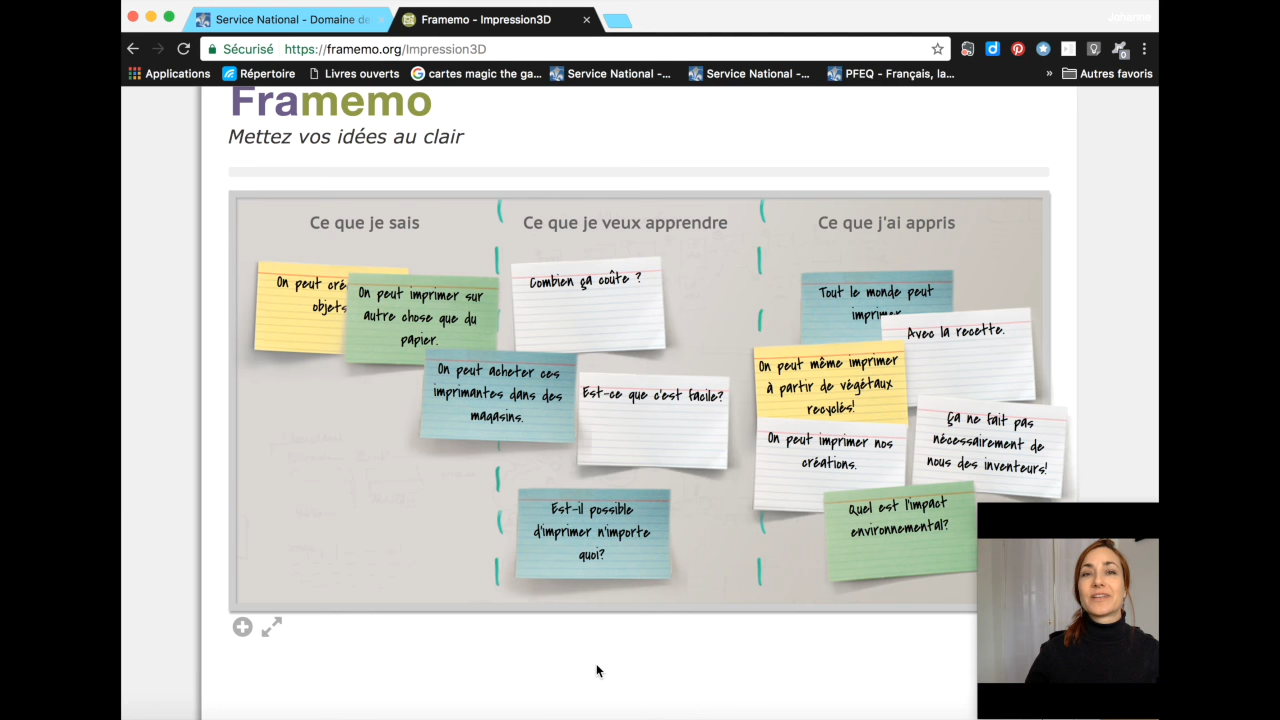 Service National - Domaine de
Framemo - Impression3D
Johanne
Sécurisé
https://framemo.org/Impression3D
Applications
Répertoire
Livres ouverts
cartes magic the ga...
Service National -...
Service National -...
PFEQ - Français, la...
»
Autres favoris
Framemo
Mettez vos idées au clair
Ce que je sais
On peut cré
objets
On peut imprimer sur
autre chose que du
papier.
On peut acheter ces
imprimantes dans des
magasins.
Ce que je veux apprendre
Combien ça coûte ?
Est-ce que c'est facile?
Est-il possible
d'imprimer n'importe
quoi?
Ce que j'ai appris
Tout le monde peut
imprimer
Avec la recette.
On peut même imprimer
à partir de végétaux
recyclés!
On peut imprimer nos
créations.
Ça ne fait pas
nécessairement de
nous des inventeurs!
Quel est l'impact
environnemental?